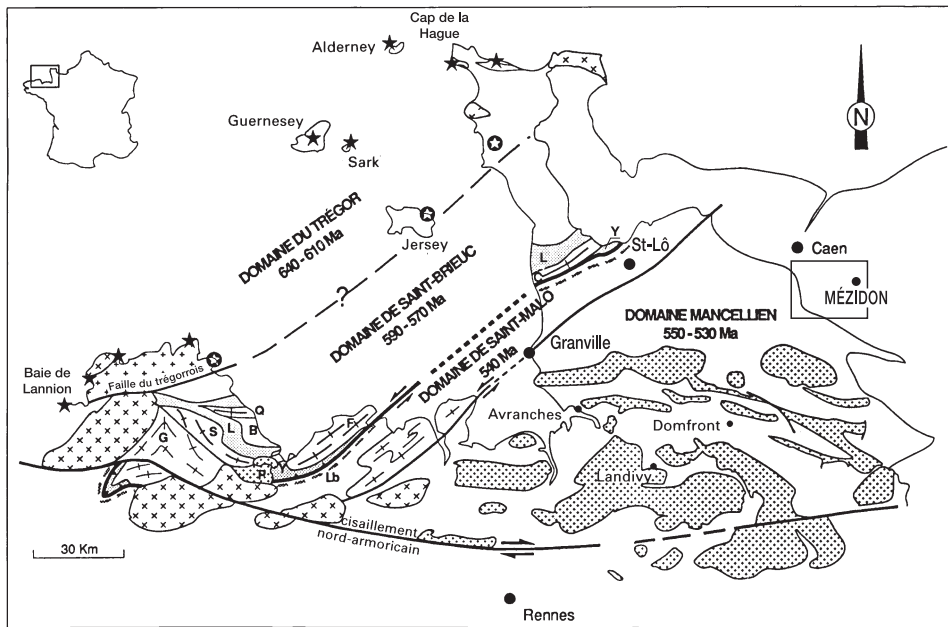 Cap de la
Hague
Alderney
N
Guernesey
Sark
Jersey
DOMAINE DU TRÉGOR
640-610 Ma
?
Y
L
St-Lô
Caen
MÉZIDON
DOMAINE DE SAINT-BRIEUC
590-570 Ma
DOMAINE DE SAINT-MALO
540 Ma
DOMAINE MANCELLIEN
550-530 Ma
Granville
Baie de
Lannion
Faille du trégorrois
Avranches
Domfront
Landivy
Q
B
L
S
G
F
S
P
Y
Lb
cisaillement
nord-armoricain
30 Km
Rennes